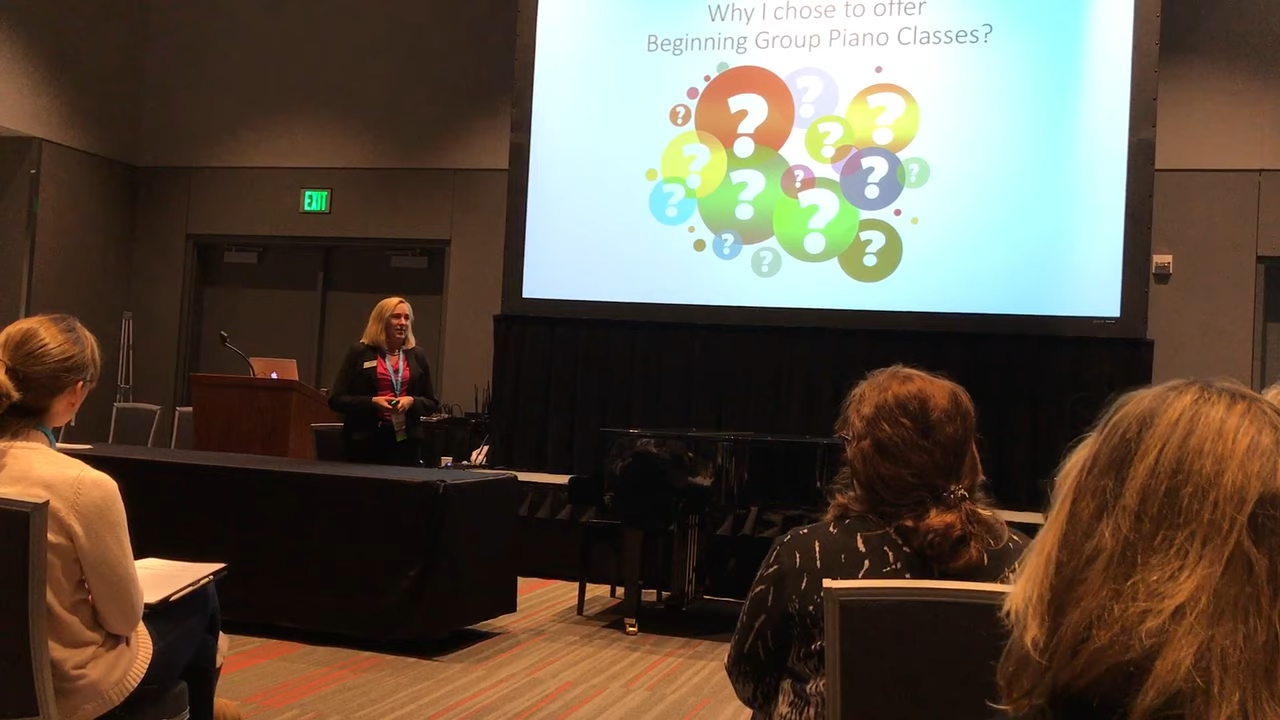 Why I chose to offer
Beginning Group Piano Classes?
? ? ? ? ? ? ? ? ? ? ? ? ? ?
EXIT